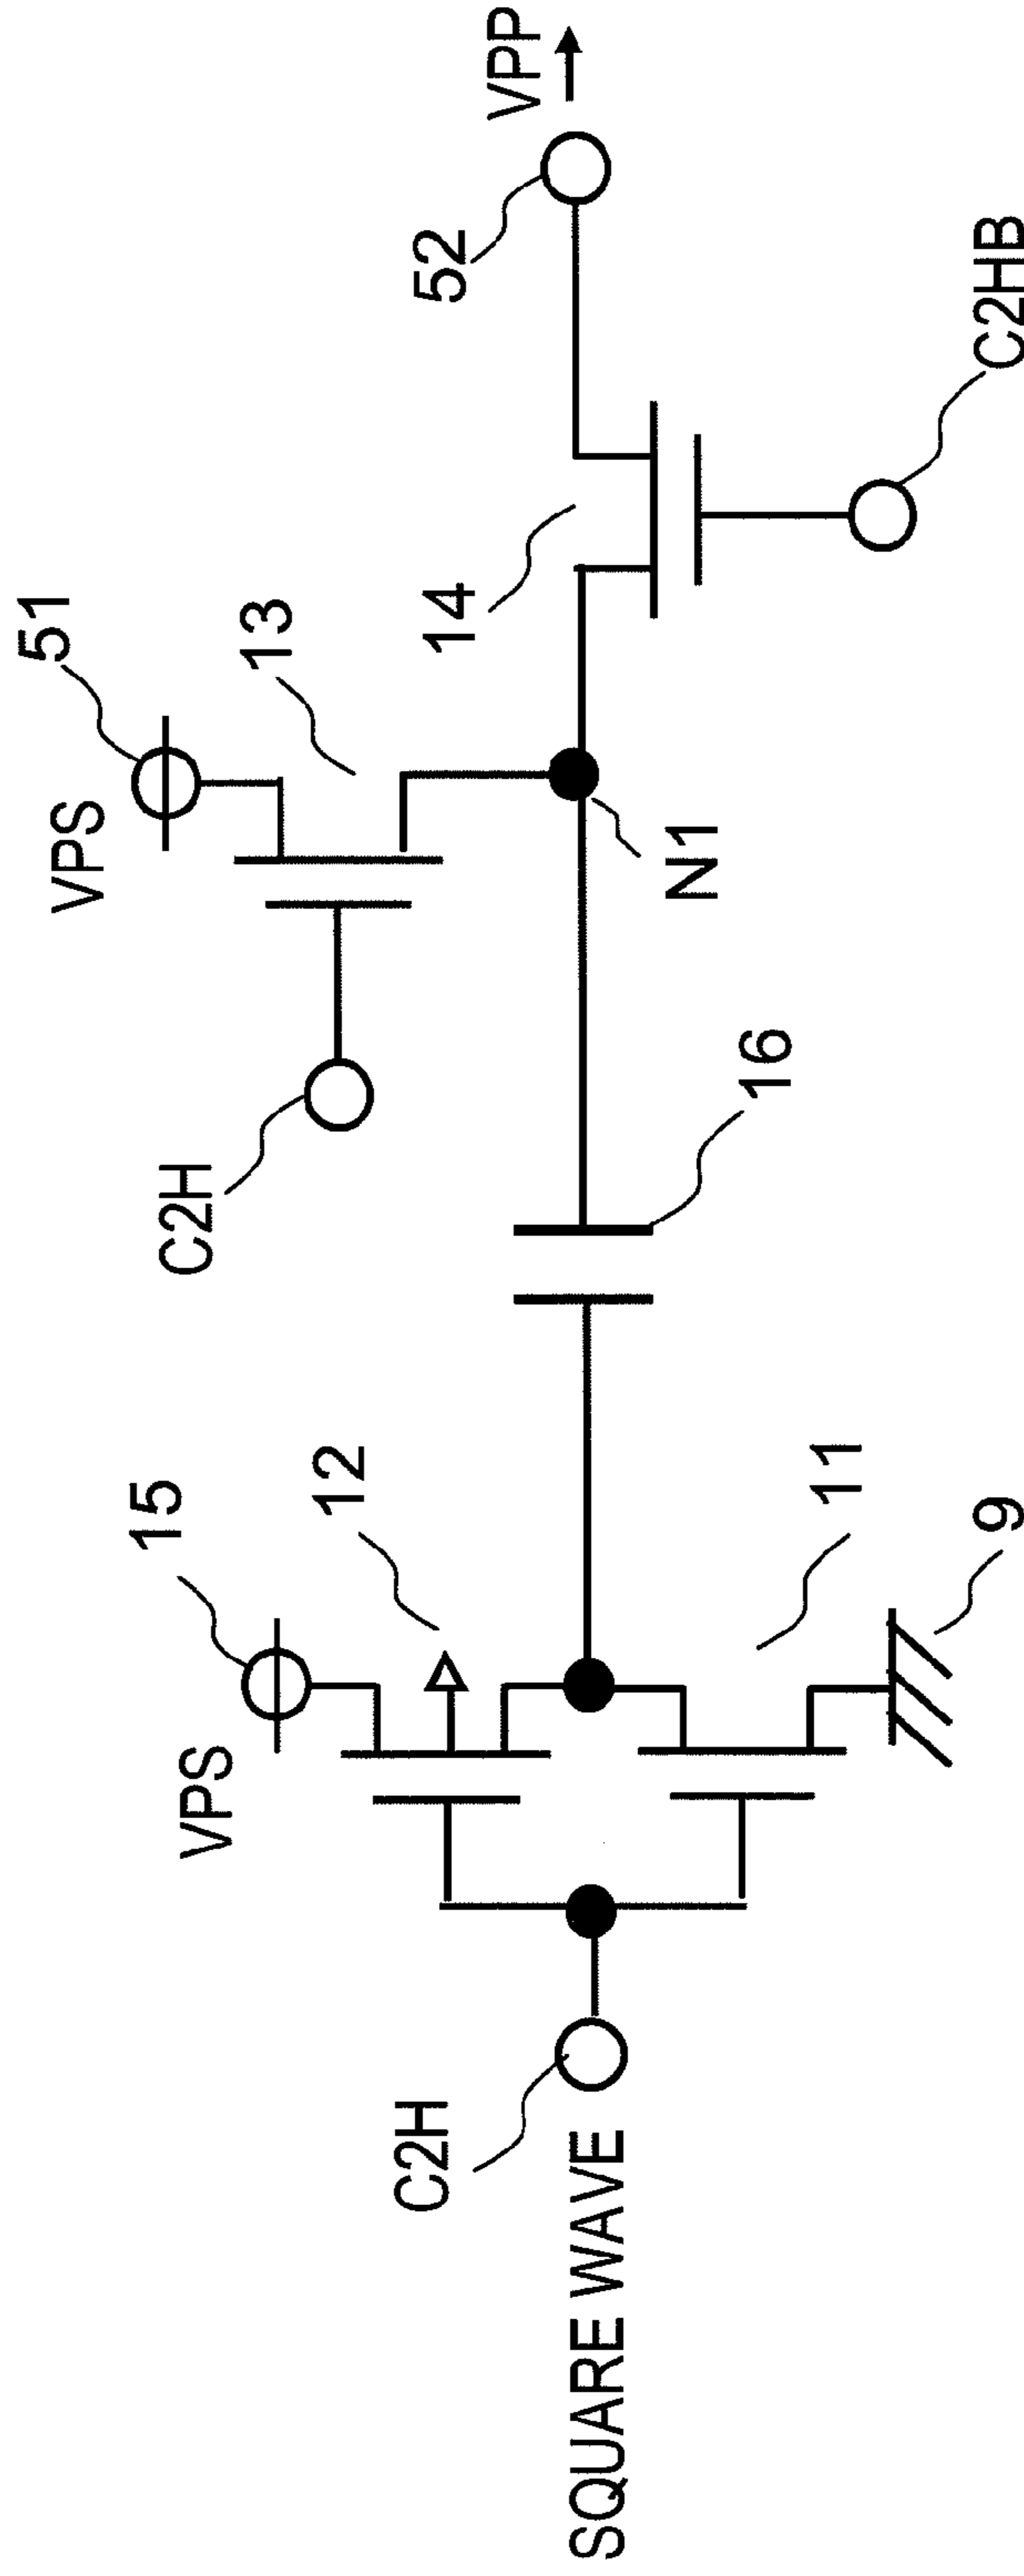 SQUARE WAVE
C2H
VPS
15
12
11
9
16
C2H
VPS
51
13
N1
14
52
VPP
C2HB